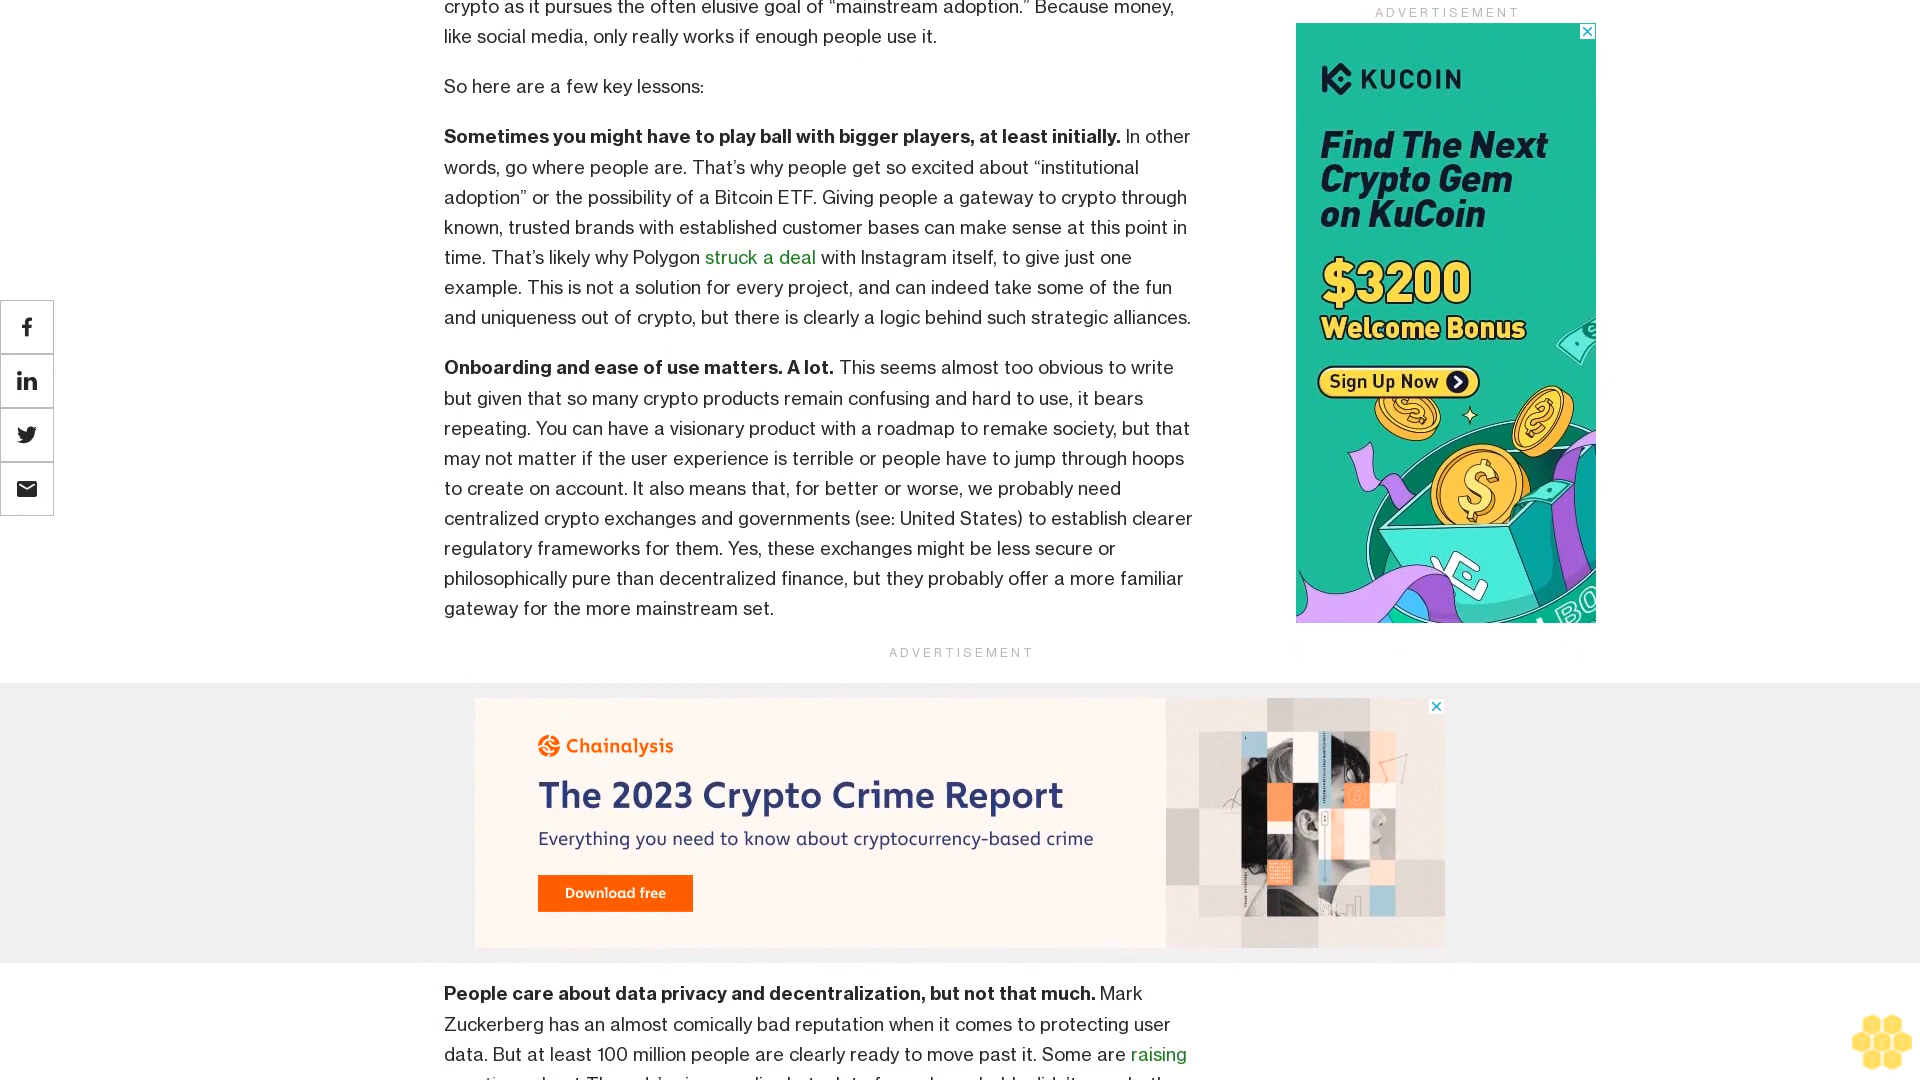 crypto as it pursues the often elusive goal of “mainstream adoption.” Because money,
like social media, only really works if enough people use it.
So here are a few key lessons:
Sometimes you might have to play ball with bigger players, at least initially. In other
words, go where people are. That’s why people get so excited about “institutional
adoption” or the possibility of a Bitcoin ETF. Giving people a gateway to crypto through
known, trusted brands with established customer bases can make sense at this point in
time. That’s likely why Polygon struck a deal with Instagram itself, to give just one
example. This is not a solution for every project, and can indeed take some of the fun
and uniqueness out of crypto, but there is clearly a logic behind such strategic alliances.
Onboarding and ease of use matters. A lot. This seems almost too obvious to write
but given that so many crypto products remain confusing and hard to use, it bears
repeating. You can have a visionary product with a roadmap to remake society, but that
may not matter if the user experience is terrible or people have to jump through hoops
to create on account. It also means that, for better or worse, we probably need
centralized crypto exchanges and governments (see: United States) to establish clearer
regulatory frameworks for them. Yes, these exchanges might be less secure or
philosophically pure than decentralized finance, but they probably offer a more familiar
gateway for the more mainstream set.
ADVERTISEMENT
KUCOIN
Find The Next
Crypto Gem
on KuCoin
$3200
Welcome Bonus
Sign Up Now
ADVERTISEMENT
Chainalysis
The 2023 Crypto Crime Report
Everything you need to know about cryptocurrency-based crime
Download free
People care about data privacy and decentralization, but not that much. Mark
Zuckerberg has an almost comically bad reputation when it comes to protecting user
data. But at least 100 million people are clearly ready to move past it. Some are raising